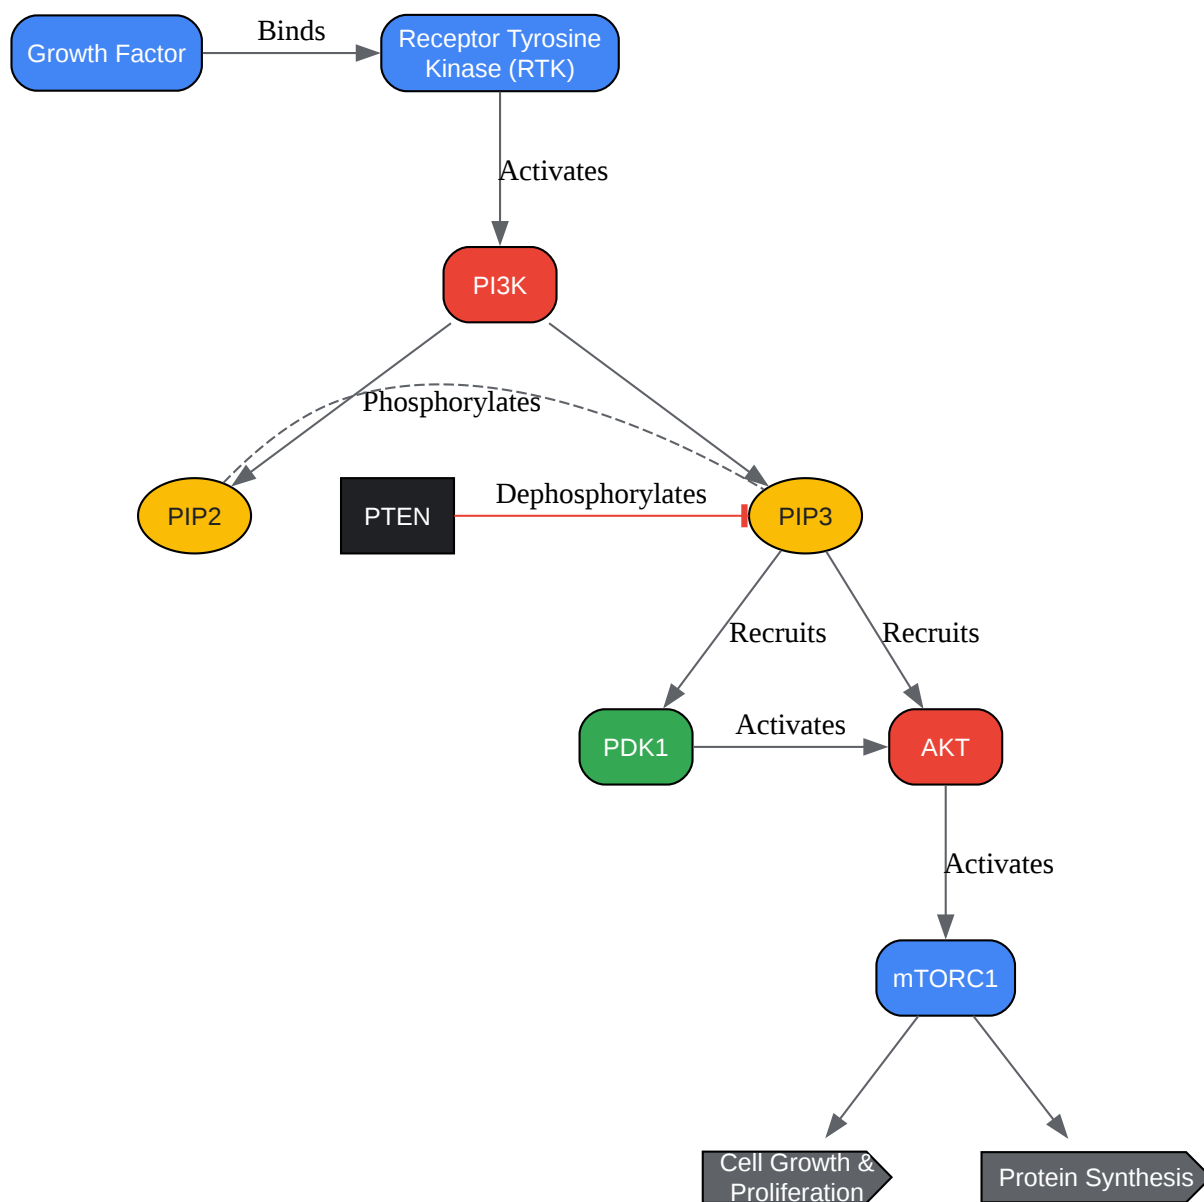 Growth Factor
Binds
Receptor Tyrosine
Kinase (RTK)
Activates
PI3K
Phosphorylates
PIP2
PTEN
Dephosphorylates
PIP3
Recruits
Recruits
PDK1
Activates
AKT
Activates
mTORC1
Cell Growth &
Proliferation
Protein Synthesis